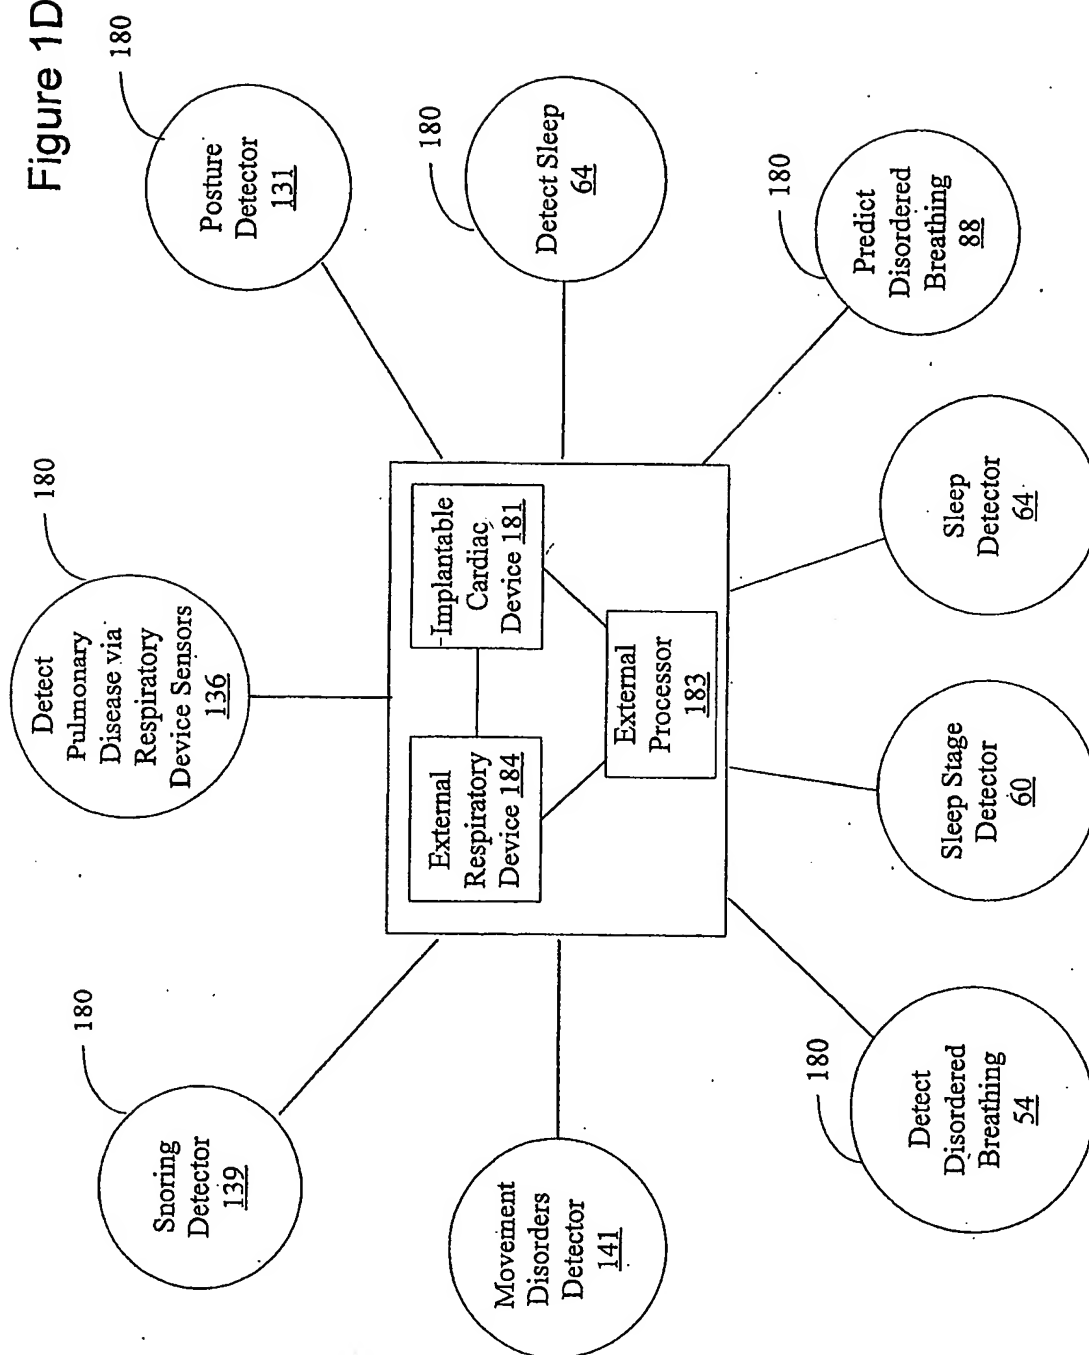 Figure 1D
180
Snoring
Detector
139
180
Detect
Pulmonary
Disease via
Respiratory
Device Sensors
136
180
Posture
Detector
131
Movement
Disorders
Detector
141
External
Respiratory
Device 184
Implantable
Cardiac
Device 181
External
Processor
183
180
Detect Sleep
64
180
Detect
Disordered
Breathing
54
Sleep Stage
Detector
60
Sleep
Detector
64
180
Predict
Disordered
Breathing
88